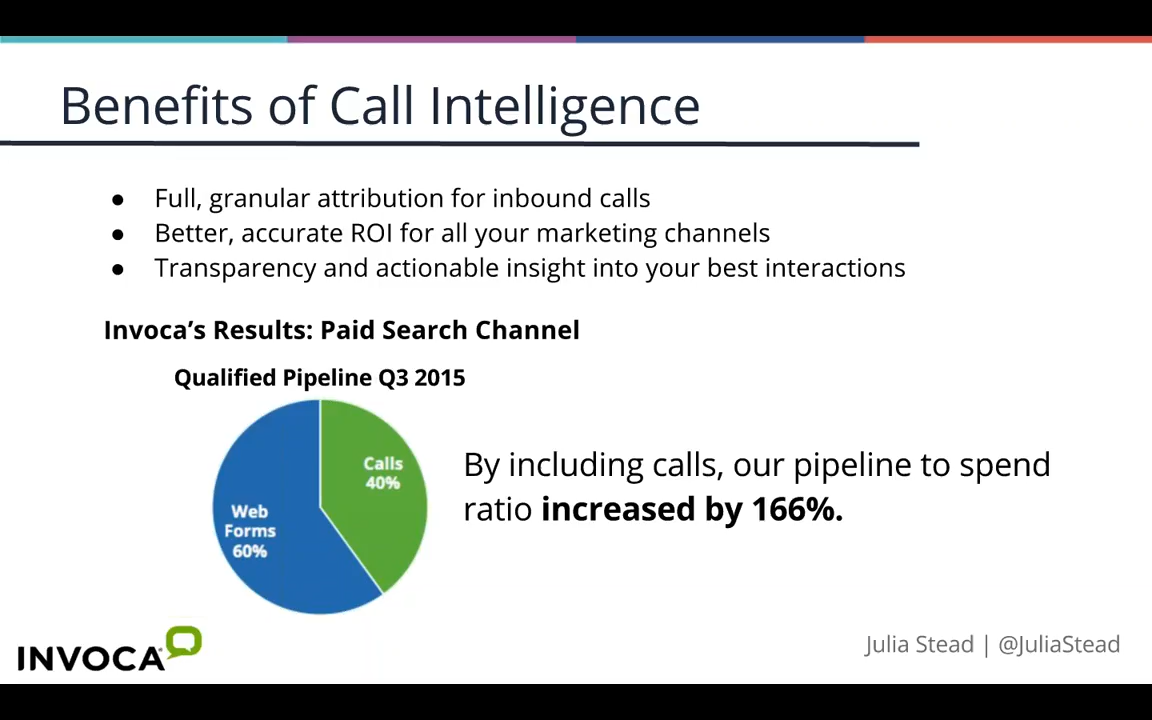 Benefits of Call Intelligence
● Full, granular attribution for inbound calls
● Better, accurate ROI for all your marketing channels
● Transparency and actionable insight into your best interactions
Invoca’s Results: Paid Search Channel
Qualified Pipeline Q3 2015
Calls
40%
Web
Forms
60%
By including calls, our pipeline to spend
ratio increased by 166%.
INVOCA
Julia Stead | @JuliaStead